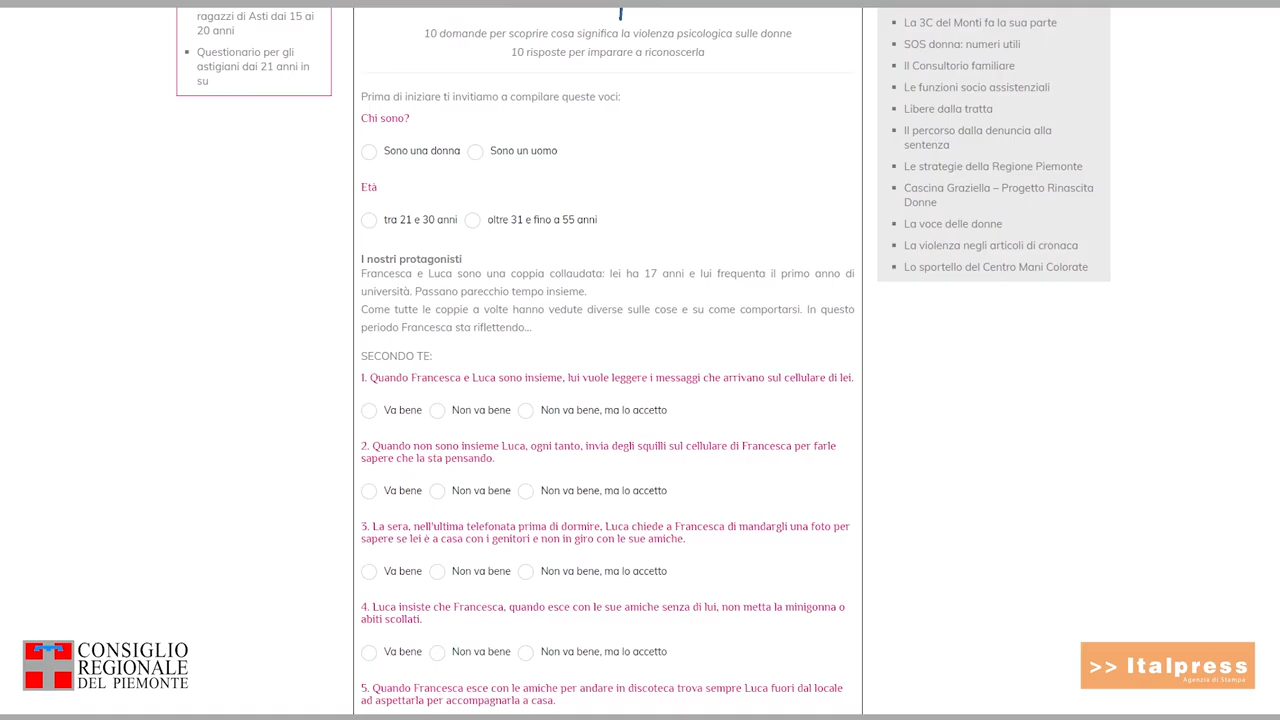 ragazzi di Asti dai 15 ai
20 anni
Questionario per gli
astigiani dai 21 anni in
su
10 domande per scoprire cosa significa la violenza psicologica sulle donne
10 risposte per imparare a riconoscerla
Prima di iniziare ti invitiamo a compilare queste voci:
Chi sono?
Sono una donna Sono un uomo
Età
tra 21 e 30 anni oltre 31 e fino a 55 anni
I nostri protagonisti
Francesca e Luca sono una coppia collaudata: lei ha 17 anni e lui frequenta il primo anno di
università. Passano parecchio tempo insieme.
Come tutte le coppie a volte hanno vedute diverse sulle cose e su come comportarsi. In questo
periodo Francesca sta riflettendo...
SECONDO TE:
1. Quando Francesca e Luca sono insieme, lui vuole leggere i messaggi che arrivano sul cellulare di lei.
Va bene Non va bene Non va bene, ma lo accetto
2. Quando non sono insieme Luca, ogni tanto, invia degli squilli sul cellulare di Francesca per farle
sapere che la sta pensando.
Va bene Non va bene Non va bene, ma lo accetto
3. La sera, nell'ultima telefonata prima di dormire, Luca chiede a Francesca di mandargli una foto per
sapere se lei è a casa con i genitori e non in giro con le sue amiche.
Va bene Non va bene Non va bene, ma lo accetto
4. Luca insiste che Francesca, quando esce con le sue amiche senza di lui, non metta la minigonna o
abiti scollati.
Va bene Non va bene Non va bene, ma lo accetto
5. Quando Francesca esce con le amiche per andare in discoteca trova sempre Luca fuori dal locale
ad aspettarla per accompagnarla a casa.
La 3C del Monti fa la sua parte
SOS donna: numeri utili
Il Consultorio familiare
Le funzioni socio assistenziali
Libere dalla tratta
Il percorso dalla denuncia alla
sentenza
Le strategie della Regione Piemonte
Cascina Graziella – Progetto Rinascita
Donne
La voce delle donne
La violenza negli articoli di cronaca
Lo sportello del Centro Mani Colorate
CONSIGLIO
REGIONALE
DEL PIEMONTE
>> Italpress
Agenzia di Stampa